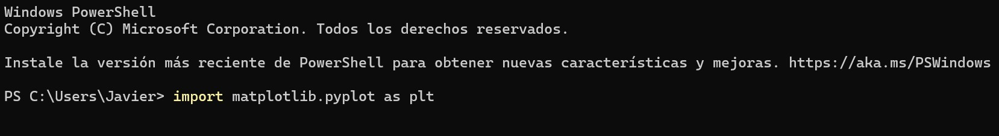 Windows PowerShell
Copyright (C) Microsoft Corporation. Todos los derechos reservados.
Instale la versión más reciente de PowerShell para obtener nuevas características y mejoras. https://aka.ms/PSWindows
PS C:\Users\Javier> import matplotlib.pyplot as plt